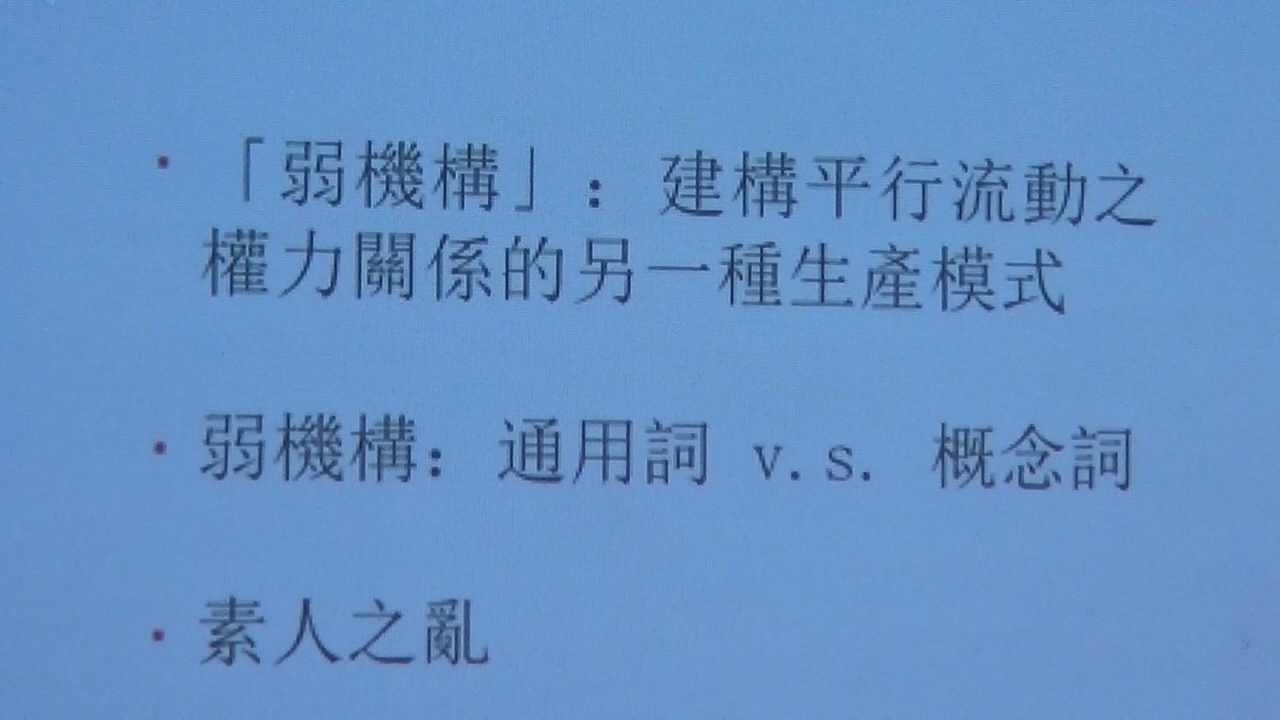 •「弱機構」：建構平行流動之
權力關係的另一種生產模式
•弱機構：通用詞 v.s. 概念詞
•素人之亂